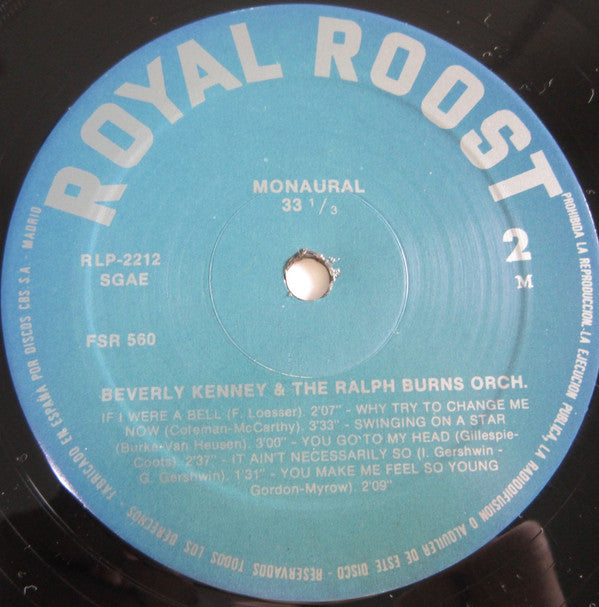 ROYAL ROOST
MONAURAL
33 1/3
RLP-2212
SGAE
2
M
FSR 560
BEVERLY KENNEY & THE RALPH BURNS ORCH.
IF I WERE A BELL (F. Loesser). 2'07" - WHY TRY TO CHANGE ME
NOW (Coleman-McCarthy). 3'33" - SWINGING ON A STAR
(Burke-Van Heusen). 3'00" - YOU GO TO MY HEAD (Gillespie-
Coots). 2'37" - IT AIN'T NECESSARILY SO (I. Gershwin -
G. Gershwin). 1'31" - YOU MAKE ME FEEL SO YOUNG
Gordon-Myrow). 2'09"
PROHIBIDA LA REPRODUCCION, LA EJECUCION PUBLICA, LA RADIODIFUSION O ALQUILER DE ESTE DISCO - RESERVADOS TODOS LOS DERECHOS - FABRICADO, EN ESPAÑA POR DISCOS CBS S.A - MADRID